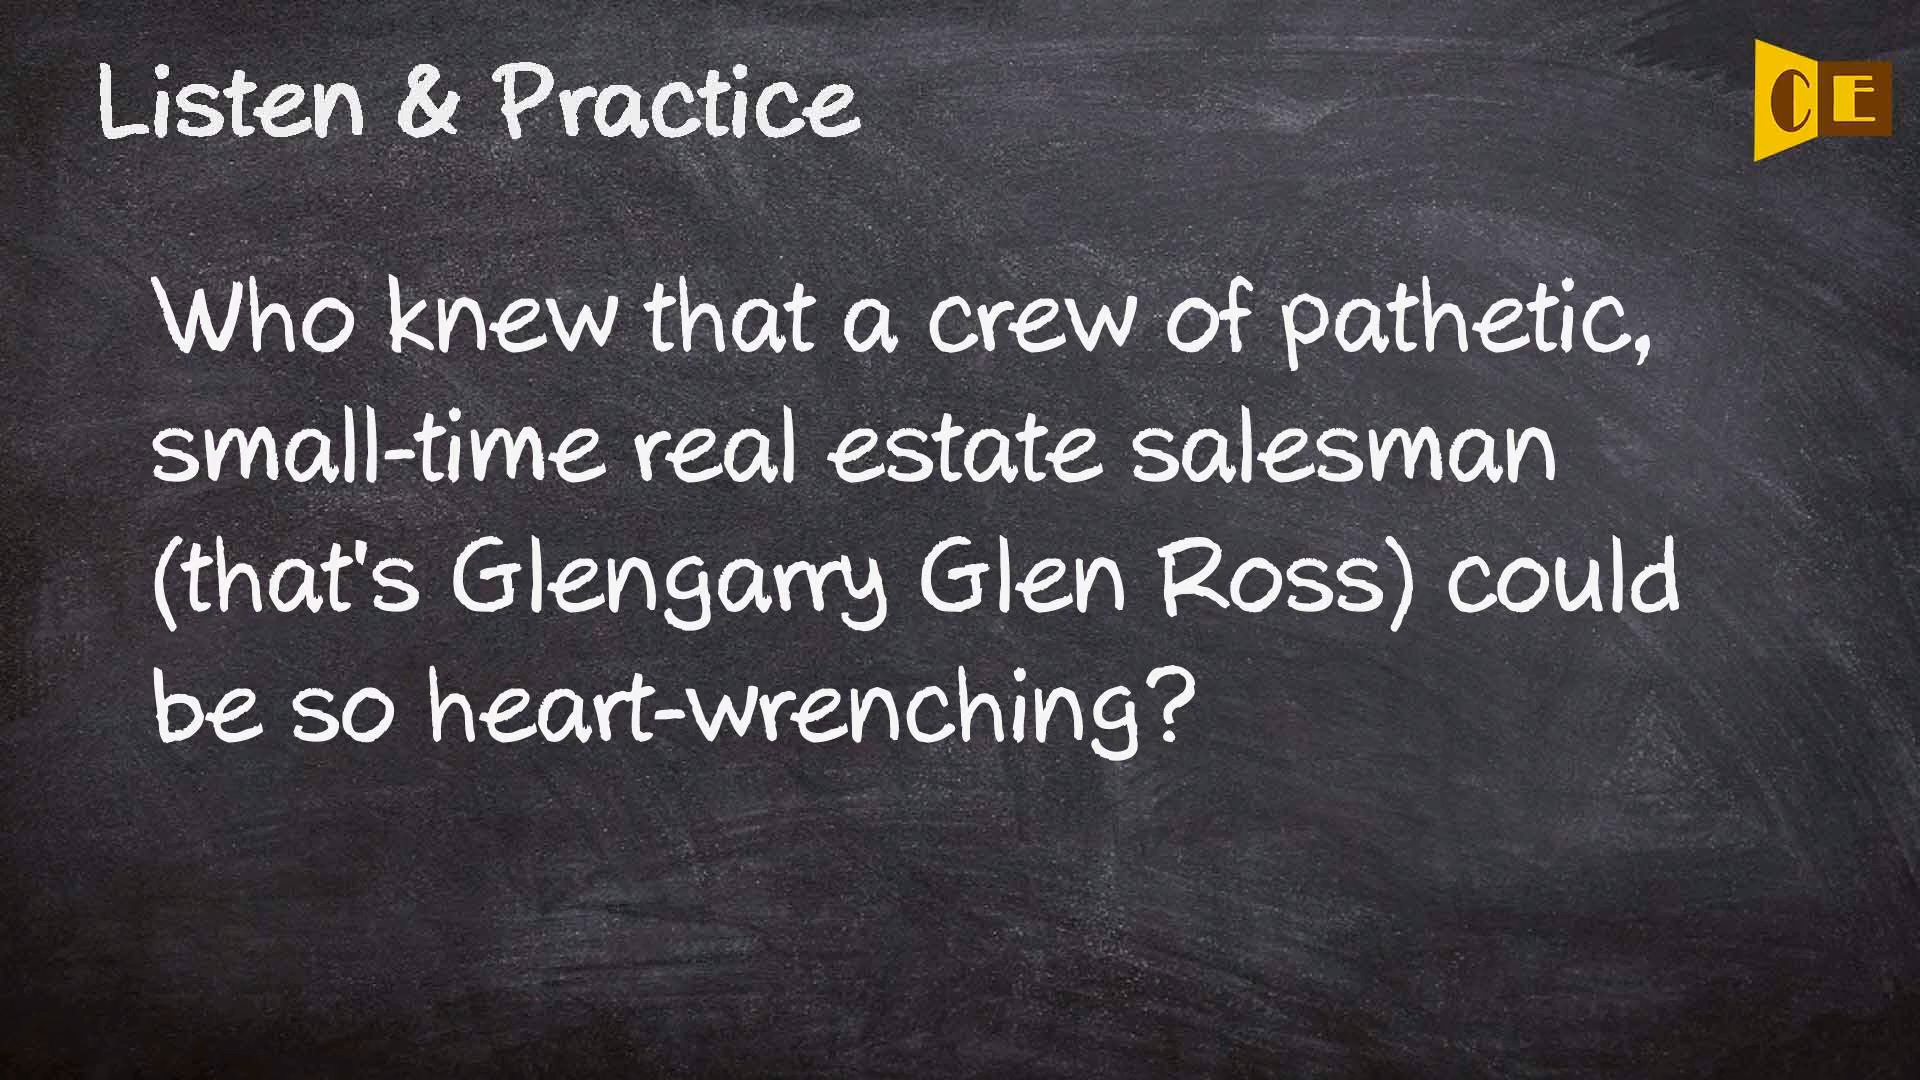 Listen & Practice
CE
Who knew that a crew of pathetic,
small-time real estate salesman
(that's Glengarry Glen Ross) could
be so heart-wrenching?